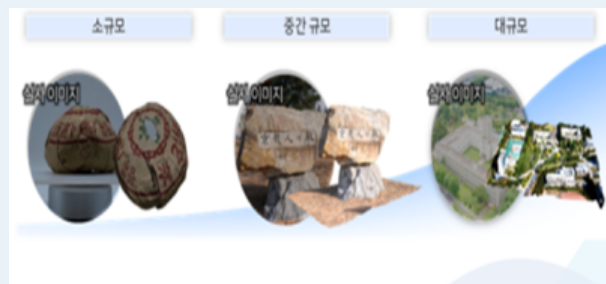 소규모
중간 규모
대규모
실사 이미지
실사 이미지
실사 이미지